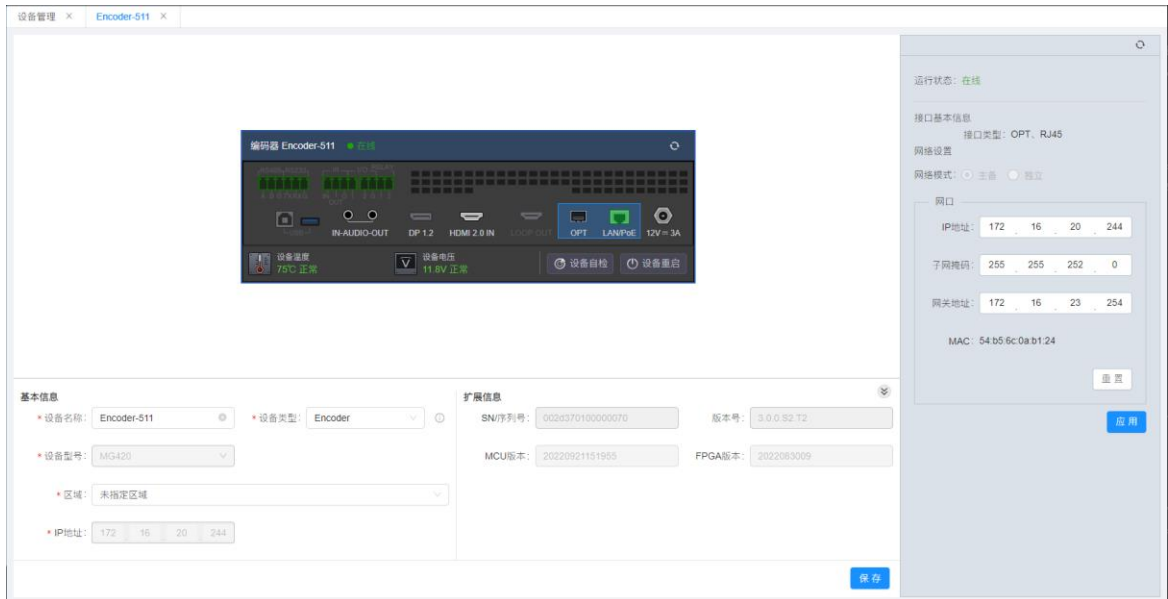 设备管理 × Encoder-511 ×
编码器 Encoder-511 ● 在线
IN-AUDIO-OUT DP 1.2 HDMI 2.0 IN LOOP OUT OPT LAN/PoE 12V = 3A
设备温度
75℃ 正常
设备电压
11.8V 正常
设备自检 设备重启
基本信息
* 设备名称: Encoder-511 * 设备类型: Encoder
* 设备型号: MG420
* 区域: 未指定区域
* IP地址: 172 16 20 244
扩展信息
SN/序列号: 002d370100000070 版本号: 3.0.0.S2.T2
MCU版本: 20220921151955 FPGA版本: 2022083009
保存
运行状态: 在线
接口基本信息
接口类型: OPT、RJ45
网络设置
网络模式: 主备 独立
网口
IP地址: 172 . 16 . 20 . 244
子网掩码: 255 . 255 . 252 . 0
网关地址: 172 . 16 . 23 . 254
MAC: 54:b5:6c:0a:b1:24
重置
应用